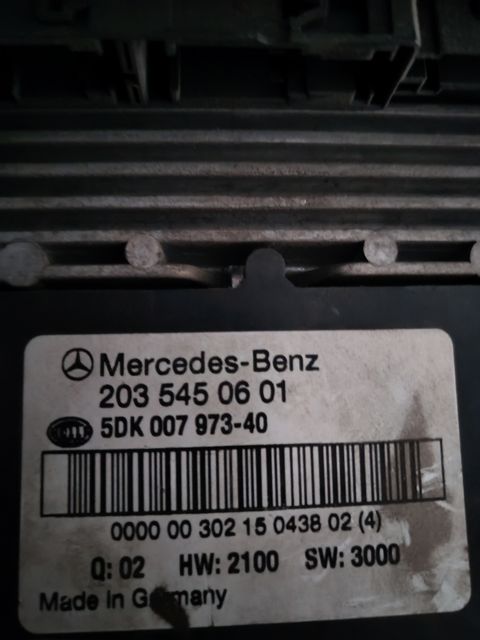 Mercedes-Benz
203 545 06 01
HELLA
5DK 007 973-40
0000 00 302 15 0438 02 (4)
Q: 02 HW: 2100 SW: 3000
Made in Germany